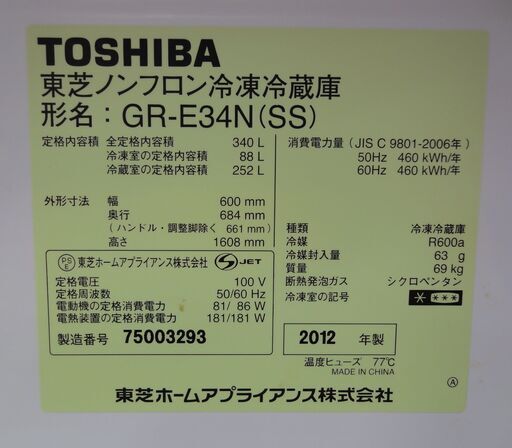 TOSHIBA
東芝ノンフロン冷凍冷蔵庫
形名：GR-E34N(SS)
定格内容積 全定格内容積 340 L
冷凍室の定格内容積 88 L
冷蔵室の定格内容積 252 L
消費電力量 (JIS C 9801-2006年)
50Hz 460 kWh/年
60Hz 460 kWh/年
外形寸法 幅 600 mm
奥行 684 mm
(ハンドル・調整脚除く 661 mm)
高さ 1608 mm
種類 冷凍冷蔵庫
冷媒 R600a
冷媒封入量 63 g
質量 69 kg
断熱発泡ガス シクロペンタン
冷凍室の記号 * ***
PS E 東芝ホームアプライアンス株式会社 S JET
定格電圧 100 V
定格周波数 50/60 Hz
電動機の定格消費電力 81/ 86 W
電熱装置の定格消費電力 181/181 W
製造番号 75003293
2012 年製
温度ヒューズ 77℃
MADE IN CHINA
東芝ホームアプライアンス株式会社
Ⓐ